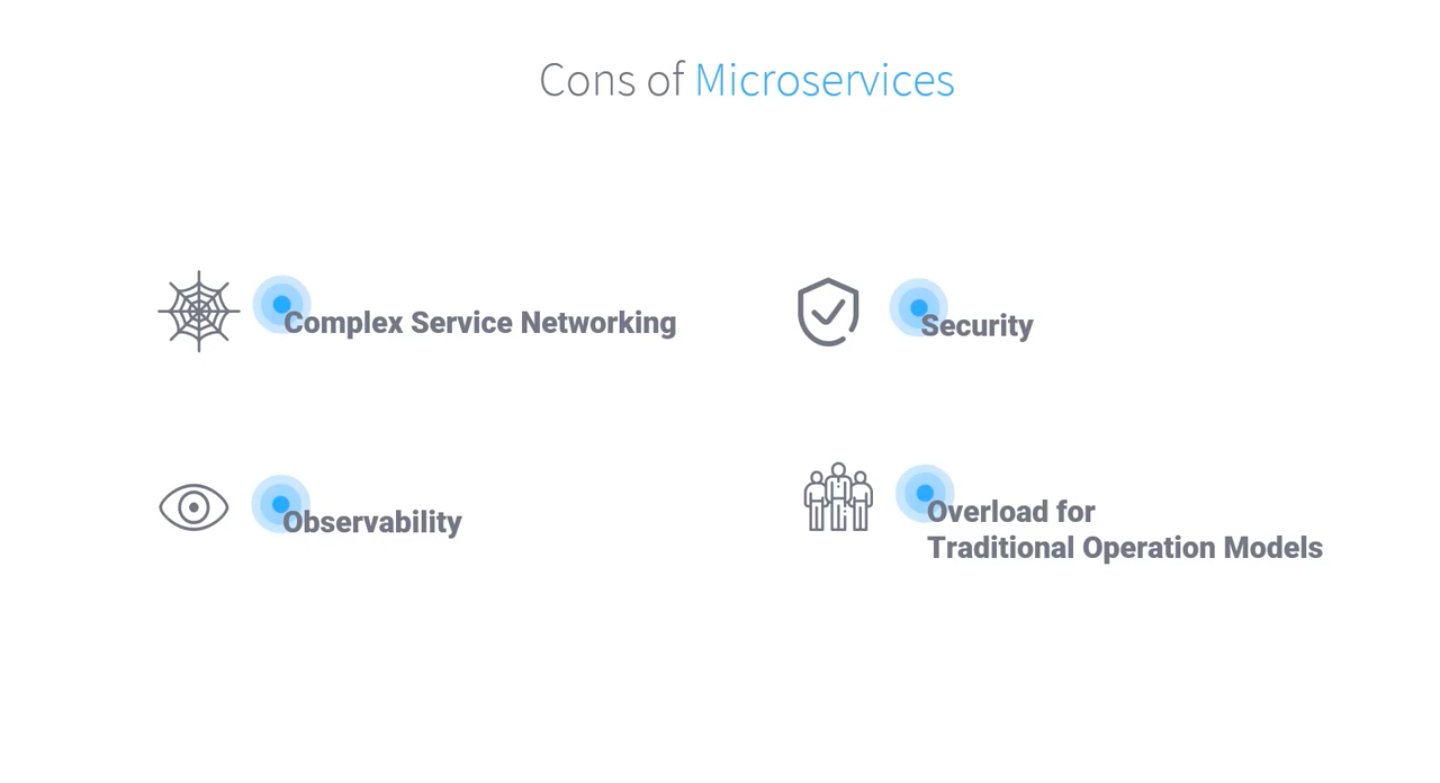 Cons of Microservices
Complex Service Networking
Security
Observability
Overload for
Traditional Operation Models